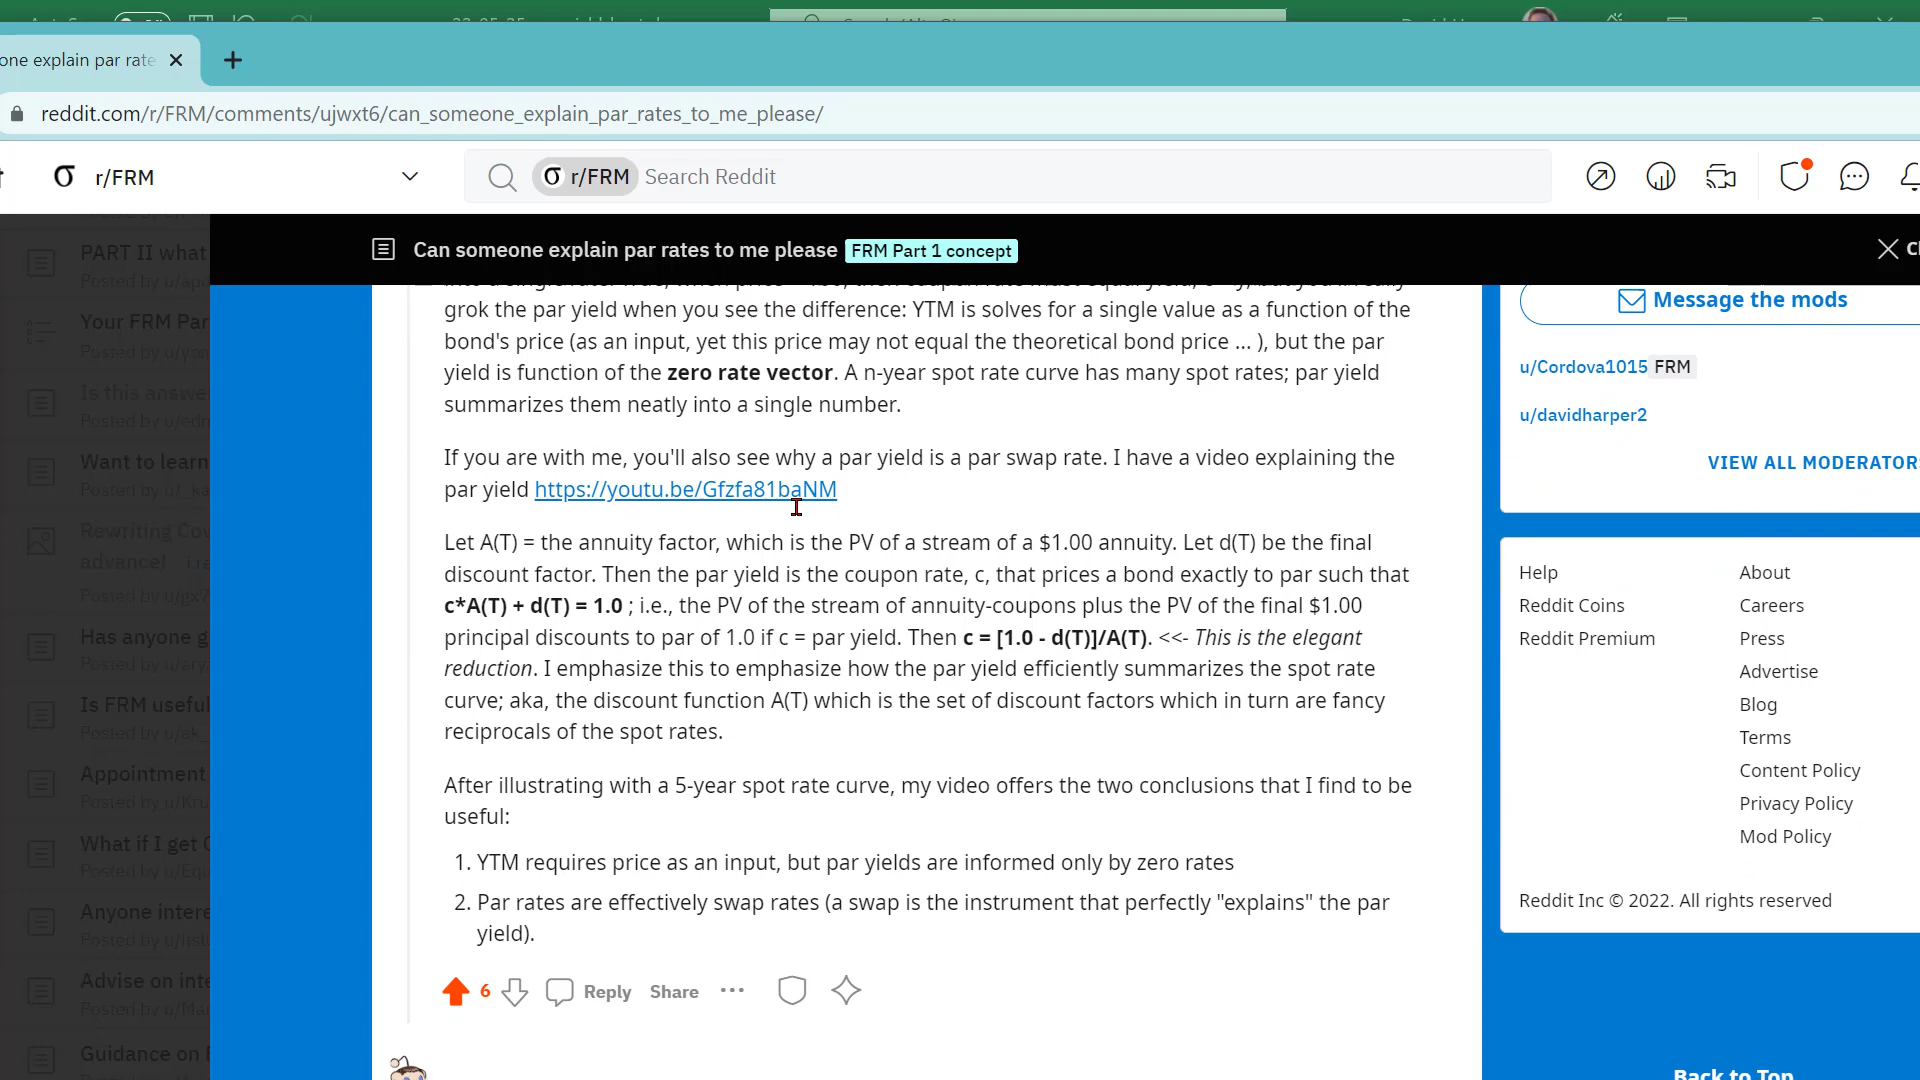 one explain par rate
reddit.com/r/FRM/comments/ujwxt6/can_someone_explain_par_rates_to_me_please/
σ r/FRM
σ r/FRM Search Reddit
Can someone explain par rates to me please FRM Part 1 concept
grok the par yield when you see the difference: YTM is solves for a single value as a function of the
bond's price (as an input, yet this price may not equal the theoretical bond price ... ), but the par
yield is function of the zero rate vector. A n-year spot rate curve has many spot rates; par yield
summarizes them neatly into a single number.
If you are with me, you'll also see why a par yield is a par swap rate. I have a video explaining the
par yield https://youtu.be/Gfzfa81baNM
Let A(T) = the annuity factor, which is the PV of a stream of a $1.00 annuity. Let d(T) be the final
discount factor. Then the par yield is the coupon rate, c, that prices a bond exactly to par such that
c*A(T) + d(T) = 1.0 ; i.e., the PV of the stream of annuity-coupons plus the PV of the final $1.00
principal discounts to par of 1.0 if c = par yield. Then c = [1.0 - d(T)]/A(T). <<- This is the elegant
reduction. I emphasize this to emphasize how the par yield efficiently summarizes the spot rate
curve; aka, the discount function A(T) which is the set of discount factors which in turn are fancy
reciprocals of the spot rates.
After illustrating with a 5-year spot rate curve, my video offers the two conclusions that I find to be
useful:
1. YTM requires price as an input, but par yields are informed only by zero rates
2. Par rates are effectively swap rates (a swap is the instrument that perfectly "explains" the par
yield).
6 Reply Share
PART II what
Your FRM Par
Is this answe
Want to learn
Rewriting Cov
advance!
Has anyone g
Is FRM useful
Appointment
What if I get
Anyone intere
Advise on inte
Guidance on
Message the mods
u/Cordova1015 FRM
u/davidharper2
VIEW ALL MODERATORS
Help About
Reddit Coins Careers
Reddit Premium Press
Advertise
Blog
Terms
Content Policy
Privacy Policy
Mod Policy
Reddit Inc © 2022. All rights reserved
Back to Top